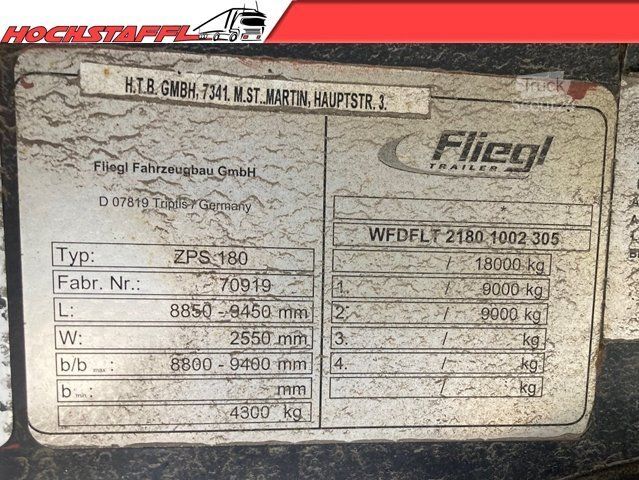 HOCHSTAFFL
Truck
Scout24
H.T.B. GMBH, 7341. M.ST..MARTIN, HAUPTSTR. 3.
Fliegl Fahrzeugbau GmbH
D 07819 Triptis / Germany
Typ: ZPS 180
Fabr. Nr.: 70919
L: 8850 - 9450 mm
W: 2550 mm
b/b max: 8800 - 9400 mm
b min: mm
4300 kg
Fliegl
TRAILER
*
WFDFLT 2180 1002 305
/ 18000 kg
1. / 9000 kg
2. / 9000 kg
3. / kg
4. / kg
/ kg